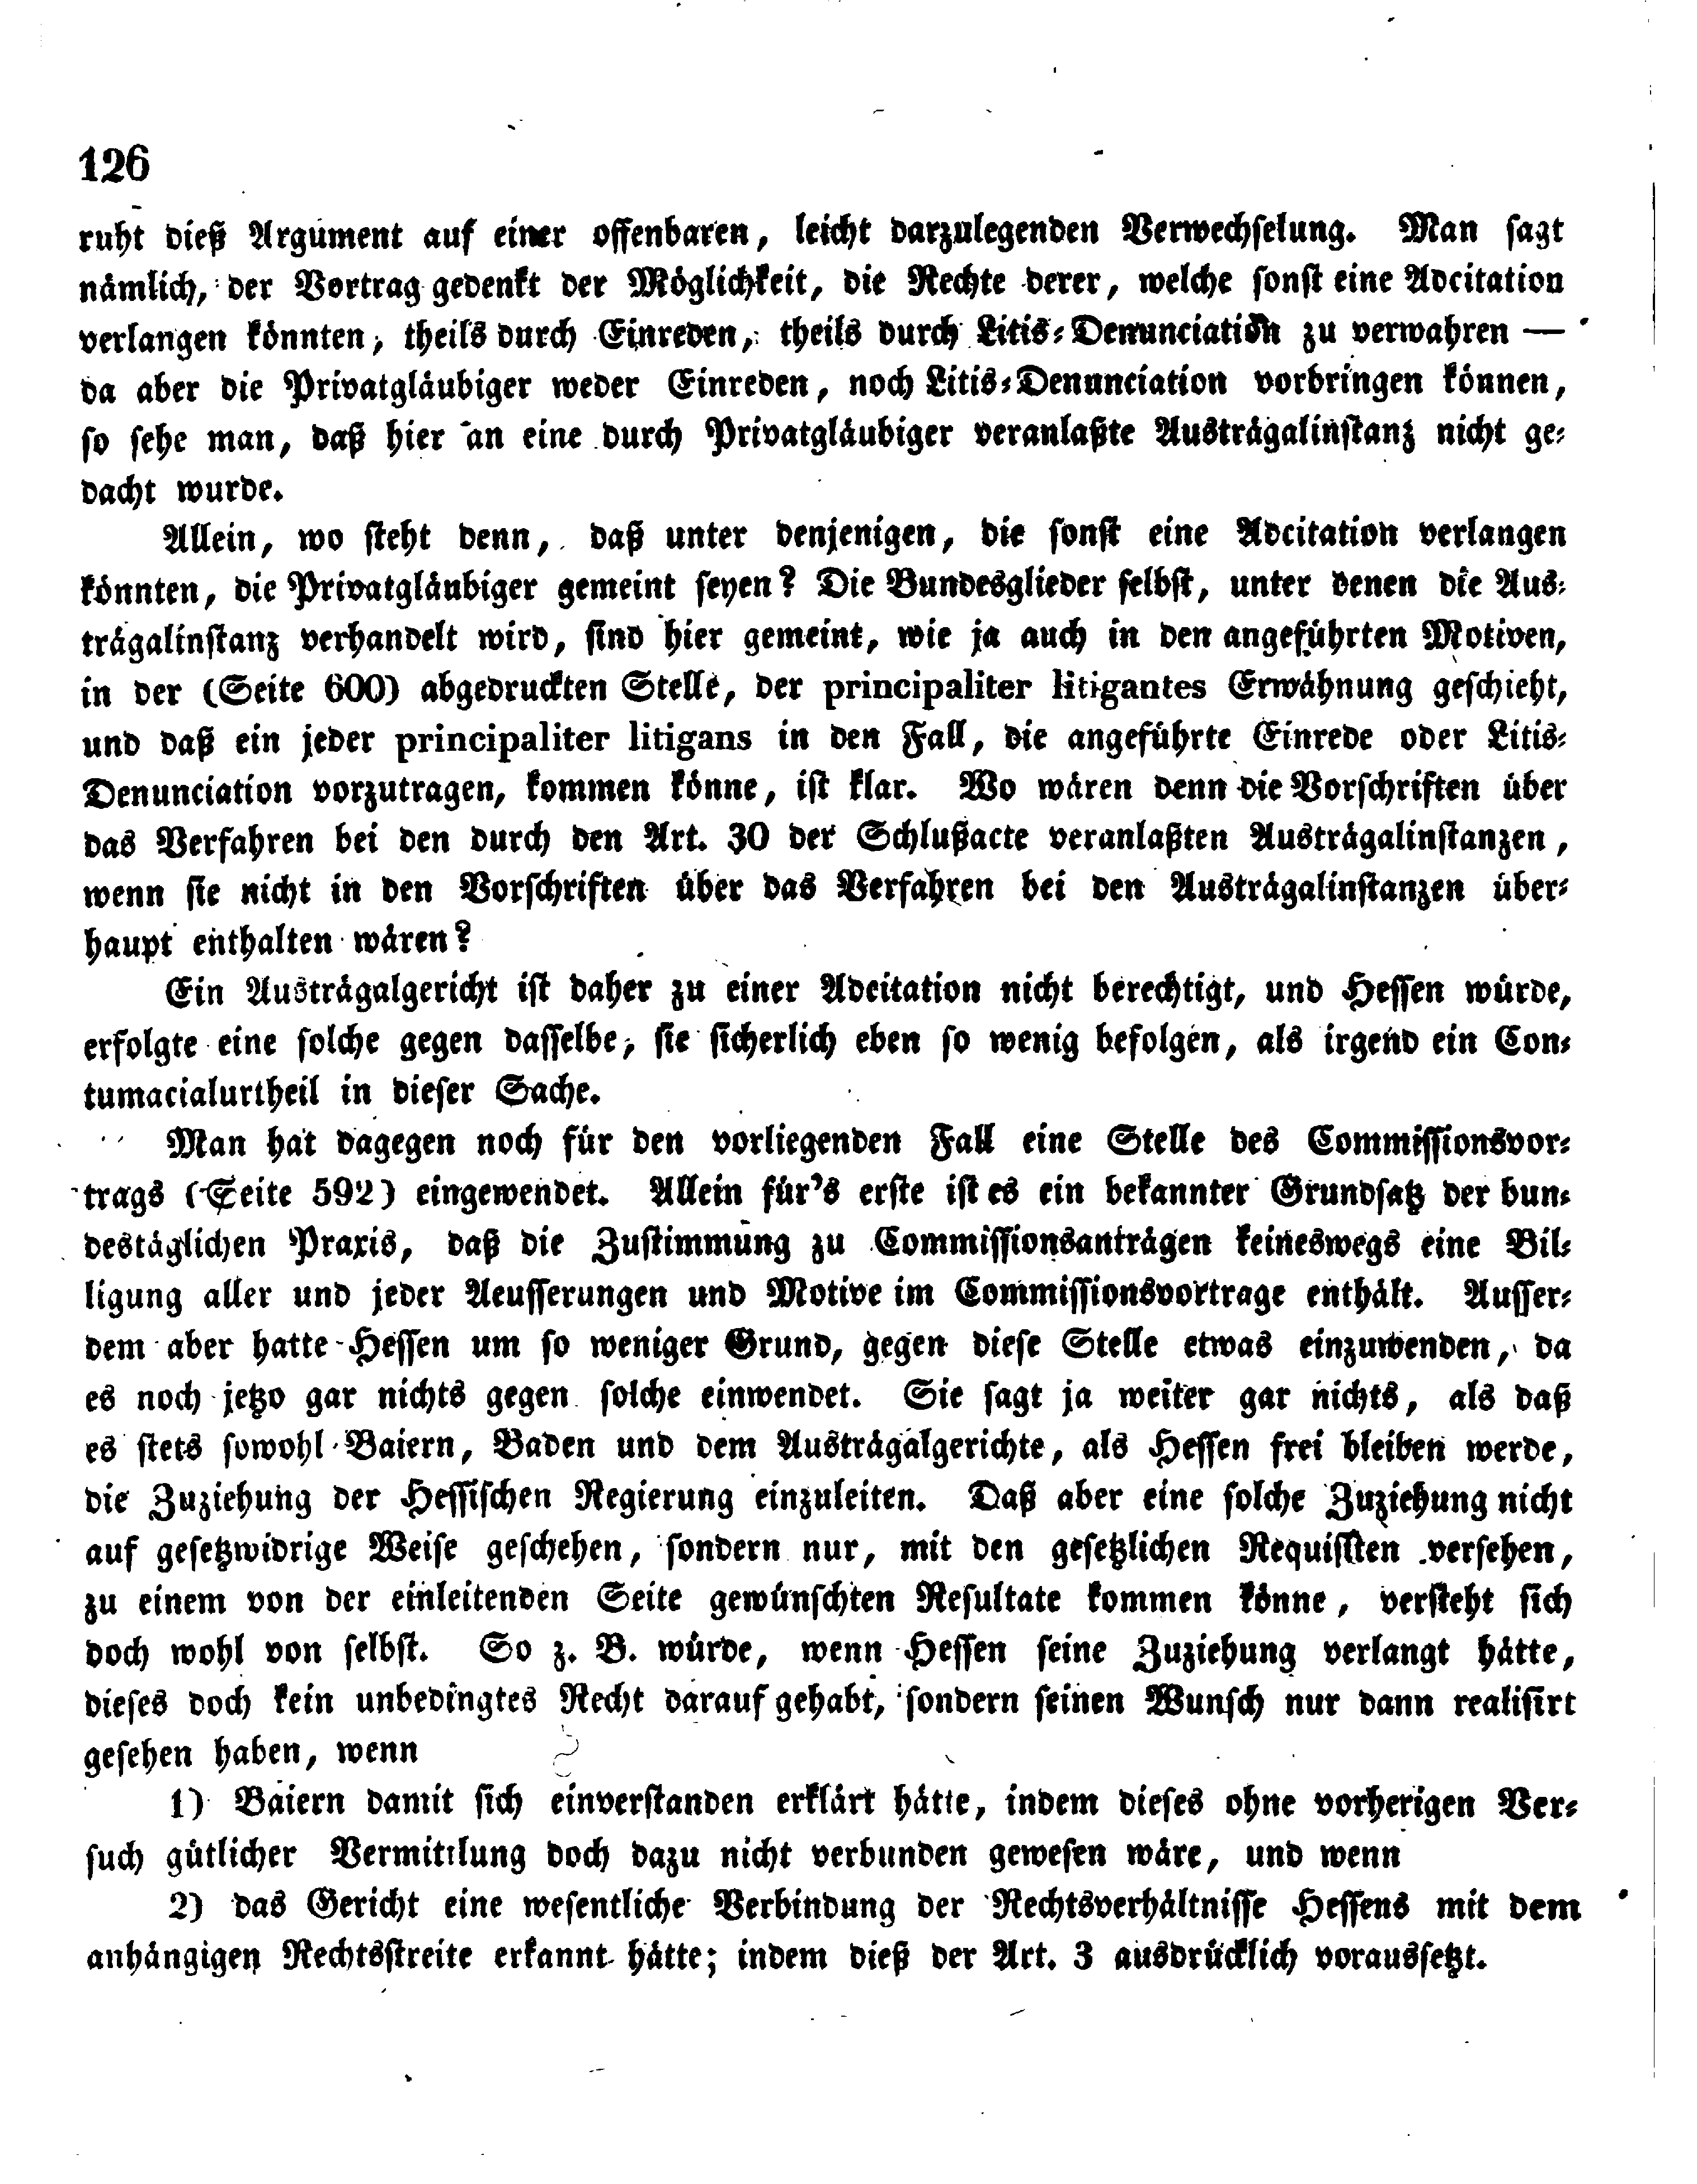 126
ruht dieß Argument auf einer offenbaren, leicht darzulegenden Verwechselung. Man sagt
nämlich, der Vortrag gedenkt der Möglichkeit, die Rechte derer, welche sonst eine Adcitation
verlangen könnten, theils durch Einreden, theils durch Litis-Denunciation zu verwahren —
da aber die Privatgläubiger weder Einreden, noch Litis-Denunciation vorbringen können,
so sehe man, daß hier an eine durch Privatgläubiger veranlaßte Austrägalinstanz nicht ge-
dacht wurde.
Allein, wo steht denn, daß unter denjenigen, die sonst eine Adcitation verlangen
könnten, die Privatgläubiger gemeint seyen? Die Bundesglieder selbst, unter denen die Aus-
trägalinstanz verhandelt wird, sind hier gemeint, wie ja auch in den angeführten Motiven,
in der (Seite 600) abgedruckten Stelle, der principaliter litigantes Erwähnung geschieht,
und daß ein jeder principaliter litigans in den Fall, die angeführte Einrede oder Litis-
Denunciation vorzutragen, kommen könne, ist klar. Wo wären denn die Vorschriften über
das Verfahren bei den durch den Art. 30 der Schlußacte veranlaßten Austrägalinstanzen,
wenn sie nicht in den Vorschriften über das Verfahren bei den Austrägalinstanzen über-
haupt enthalten wären?
Ein Austrägalgericht ist daher zu einer Adcitation nicht berechtigt, und Hessen würde,
erfolgte eine solche gegen dasselbe, sie sicherlich eben so wenig befolgen, als irgend ein Con-
tumacialurtheil in dieser Sache.
Man hat dagegen noch für den vorliegenden Fall eine Stelle des Commissionsvor-
trags (Seite 592) eingewendet. Allein für's erste ist es ein bekannter Grundsatz der bun-
destäglichen Praxis, daß die Zustimmung zu Commissionsanträgen keineswegs eine Bil-
ligung aller und jeder Aeusserungen und Motive im Commissionsvortrage enthält. Ausser-
dem aber hatte Hessen um so weniger Grund, gegen diese Stelle etwas einzuwenden, da
es noch jetzo gar nichts gegen solche einwendet. Sie sagt ja weiter gar nichts, als daß
es stets sowohl Baiern, Baden und dem Austrägalgerichte, als Hessen frei bleiben werde,
die Zuziehung der Hessischen Regierung einzuleiten. Daß aber eine solche Zuziehung nicht
auf gesetzwidrige Weise geschehen, sondern nur, mit den gesetzlichen Requisiten versehen,
zu einem von der einleitenden Seite gewünschten Resultate kommen könne, versteht sich
doch wohl von selbst. So z. B. würde, wenn Hessen seine Zuziehung verlangt hätte,
dieses doch kein unbedingtes Recht darauf gehabt, sondern seinen Wunsch nur dann realisirt
gesehen haben, wenn
1) Baiern damit sich einverstanden erklärt hätte, indem dieses ohne vorherigen Ver-
such gütlicher Vermittlung doch dazu nicht verbunden gewesen wäre, und wenn
2) das Gericht eine wesentliche Verbindung der Rechtsverhältnisse Hessens mit dem
anhängigen Rechtsstreite erkannt hätte; indem dieß der Art. 3 ausdrücklich voraussetzt.